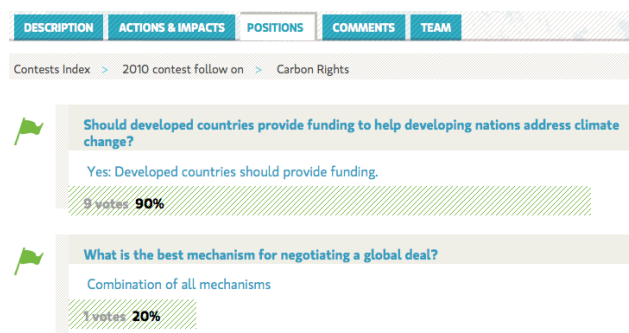 DESCRIPTION ACTIONS & IMPACTS POSITIONS COMMENTS TEAM
Contests Index > 2010 contest follow on > Carbon Rights
Should developed countries provide funding to help developing nations address climate
change?
Yes: Developed countries should provide funding.
9 votes 90%
What is the best mechanism for negotiating a global deal?
Combination of all mechanisms
1 votes 20%